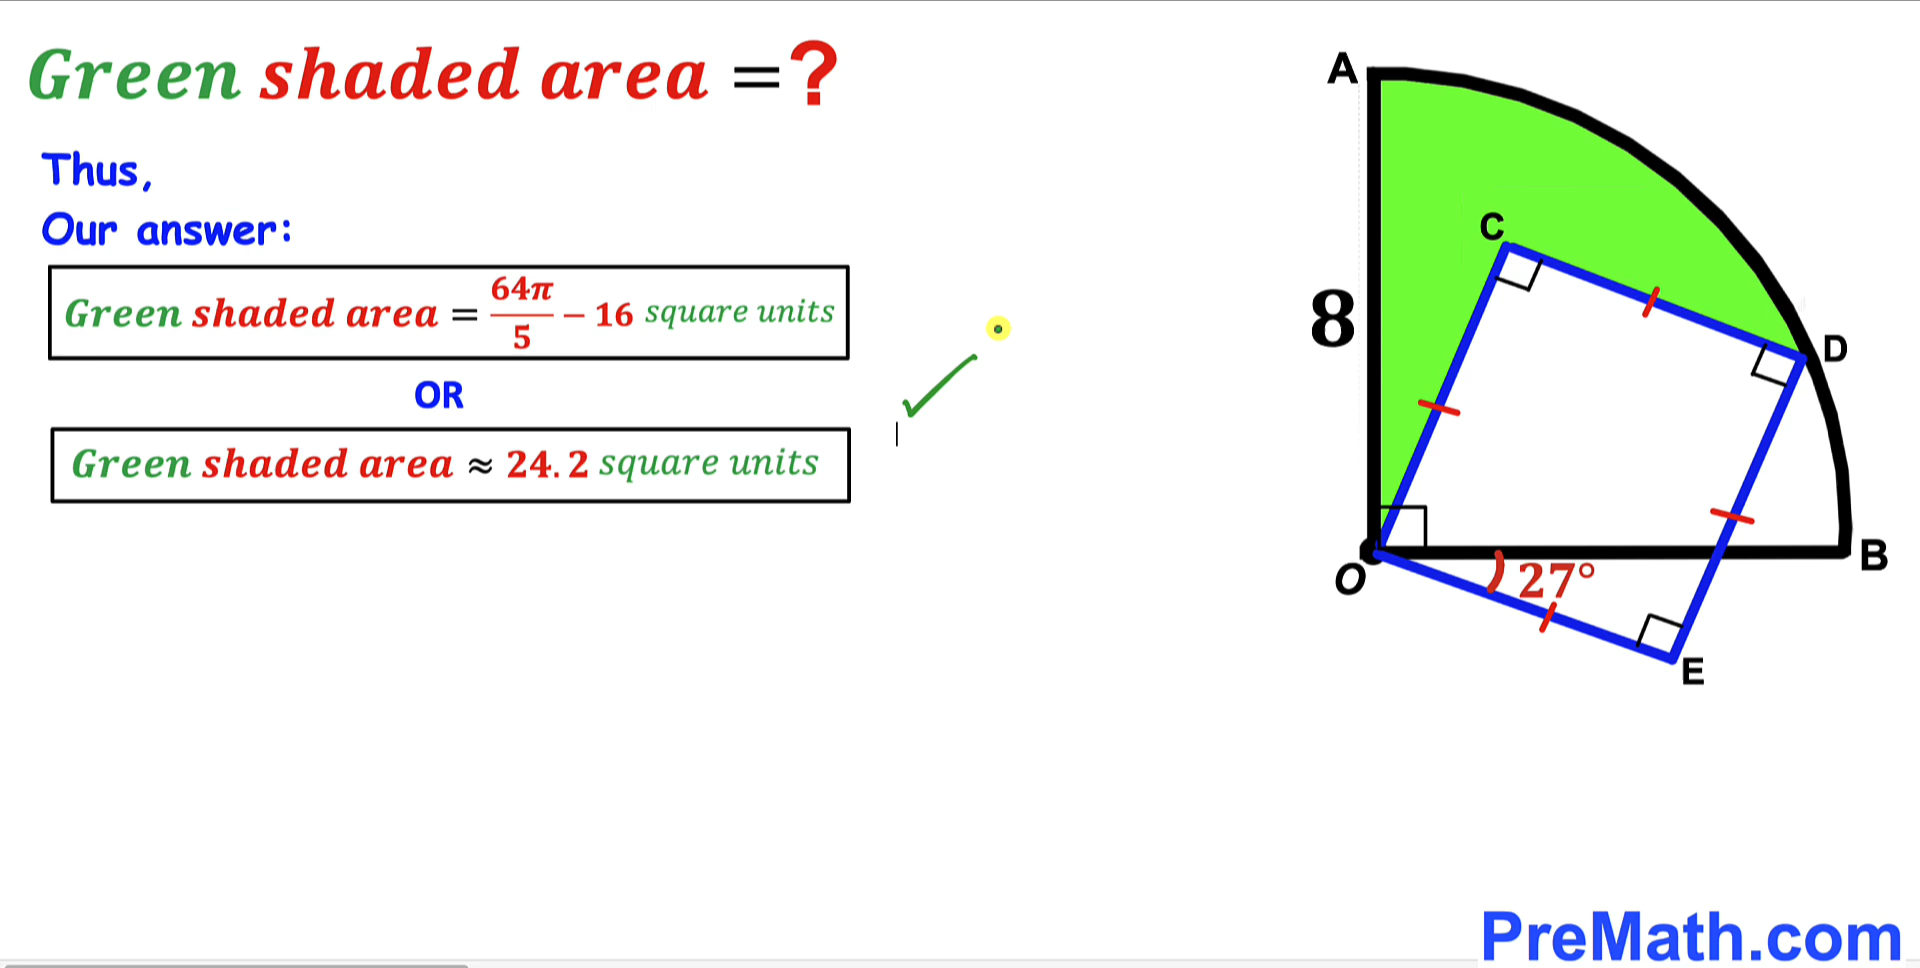 Green shaded area =?
Thus,
Our answer:
Green shaded area = 64π/5 − 16 square units
OR
Green shaded area ≈ 24.2 square units
A
C
8
D
B
O
27°
E
PreMath.com